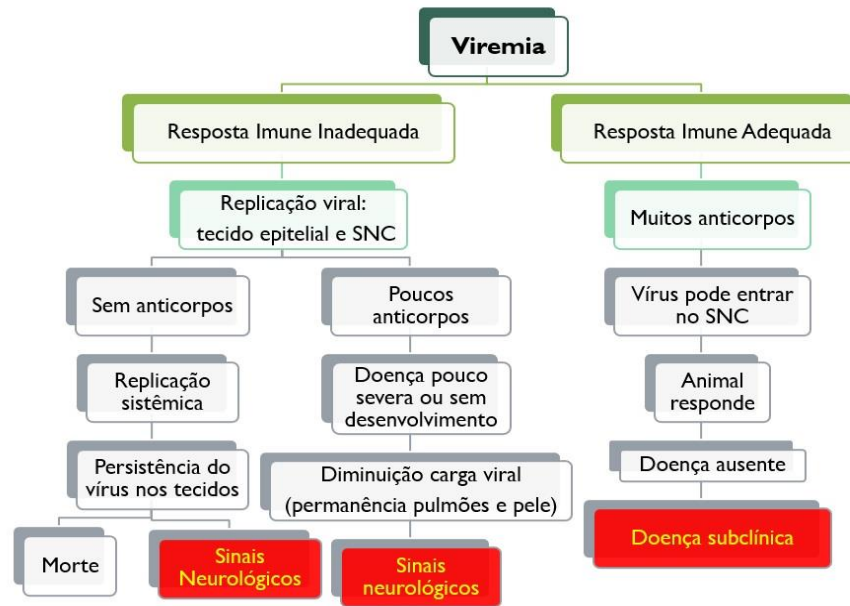 Viremia
Resposta Imune Inadequada
Resposta Imune Adequada
Replicação viral:
tecido epitelial e SNC
Muitos anticorpos
Sem anticorpos
Poucos
anticorpos
Vírus pode entrar
no SNC
Replicação
sistêmica
Doença pouco
severa ou sem
desenvolvimento
Animal
responde
Persistência do
vírus nos tecidos
Diminuição carga viral
(permanência pulmões e pele)
Doença ausente
Morte
Sinais
Neurológicos
Sinais
neurológicos
Doença subclínica